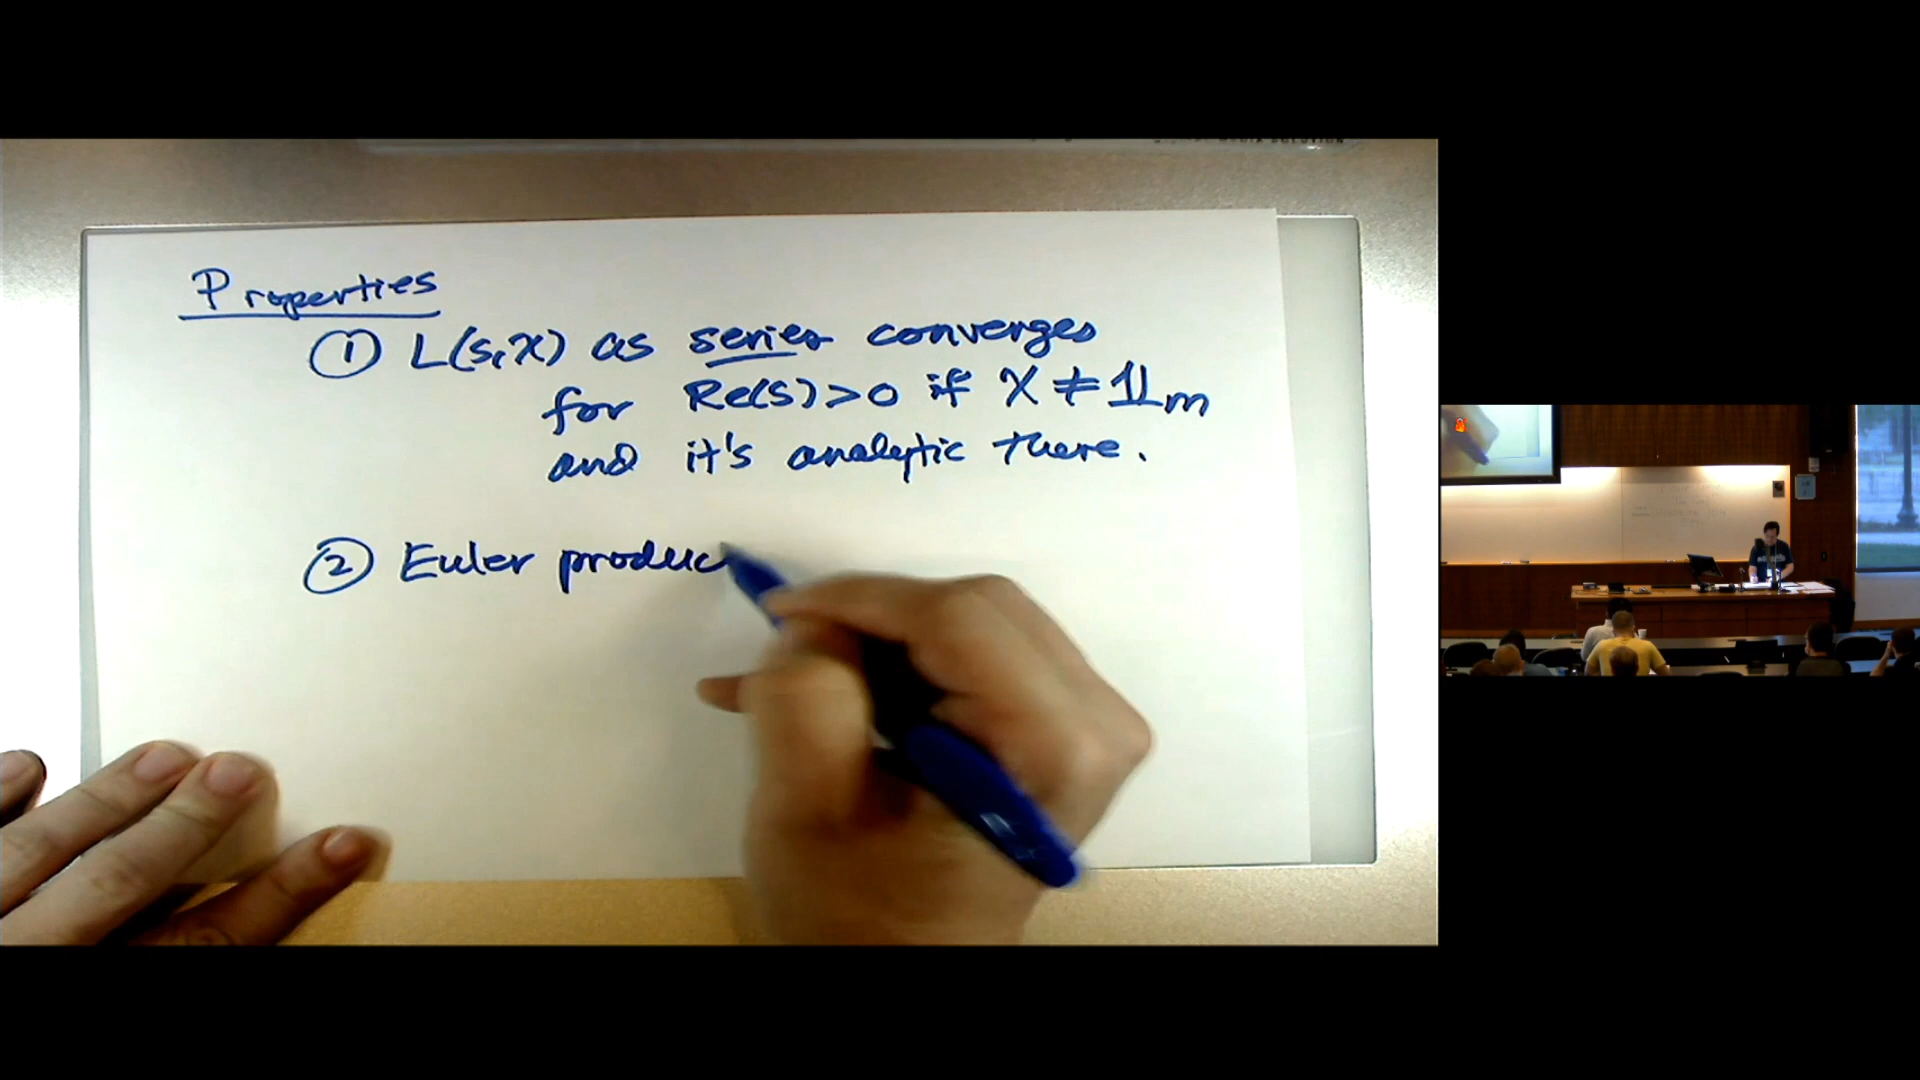 Properties
① L(s,χ) as series converges
for Re(s)>0 if χ ≠ 𝟙m
and it's analytic there.
② Euler produc